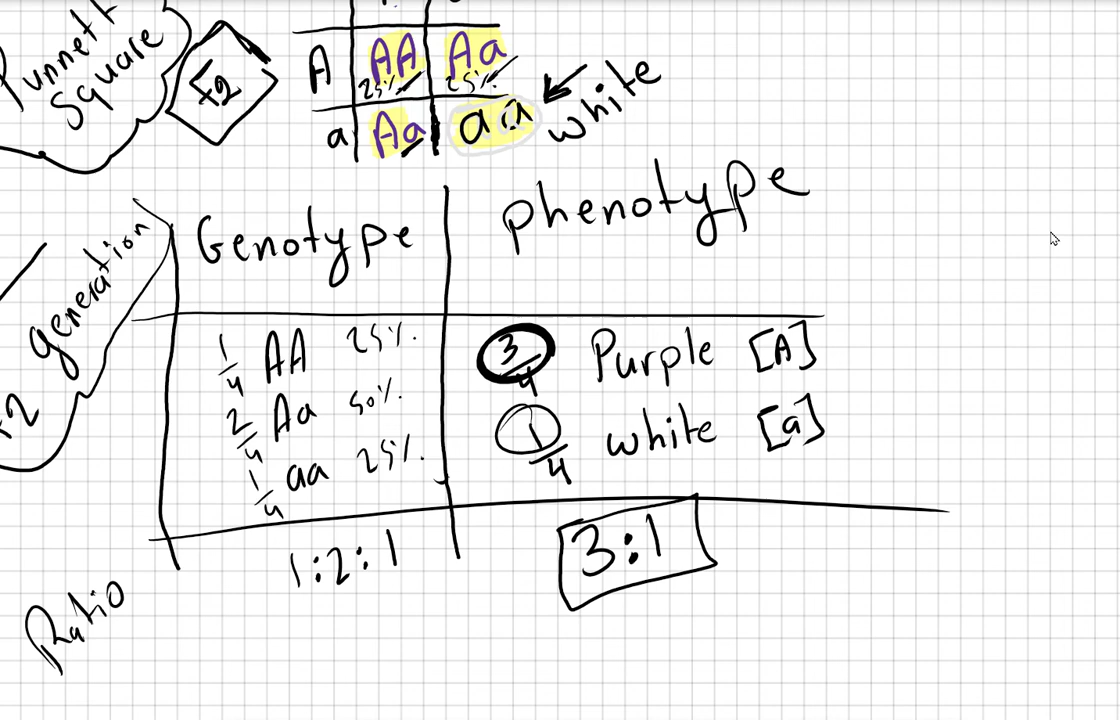 Punnett
Square
F2
A AA Aa
25% 25%
a Aa aa
white
generation
Genotype phenotype
1/4 AA 25%.
2/4 Aa 50%.
1/4 aa 25%.
3/4 Purple [A]
1/4 white [a]
Ratio 1:2:1 3:1